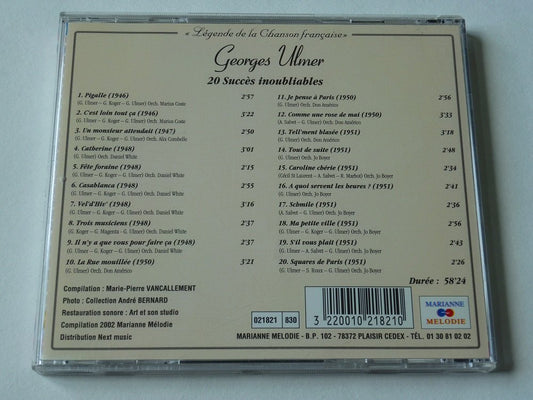 « Légende de la Chanson française »
Georges Ulmer
20 Succès inoubliables
1. Pigalle (1946) 2'57
(G. Ulmer – G. Koger – G. Ulmer) Orch. Marius Coste
2. C'est loin tout ça (1946) 3'22
(G. Ulmer – G. Koger – G. Ulmer) Orch. Marius Coste
3. Un monsieur attendait (1947) 2'50
(G. Ulmer – G. Koger – G. Ulmer) Orch. Alix Combelle
4. Catherine (1948) 3'01
(G. Ulmer – G. Koger – G. Ulmer) Orch. Daniel White
5. Fête foraine (1948) 2'15
(G. Ulmer – G. Koger – G. Ulmer) Orch. Daniel White
6. Casablanca (1948) 2'55
(G. Ulmer – G. Koger – G. Ulmer) Orch. Daniel White
7. Vel'd'Hiv' (1948) 3'16
(G. Ulmer – G. Koger – G. Ulmer) Orch. Daniel White
8. Trois musiciens (1948) 2'37
(G. Koger – G. Magenta - G. Ulmer) Orch. Daniel White
9. Il n'y a que vous pour faire ça (1948) 2'37
(G. Ulmer – G. Koger – G. Ulmer) Orch. Daniel White
10. La Rue mouillée (1950) 3'21
(G. Ulmer) Orch. Don Américo
11. Je pense à Paris (1950) 2'56
(G. Ulmer) Orch. Don Américo
12. Comme une rose de mai (1950) 3'33
(A. Salvet – G. Ulmer) Orch. Don Américo
13. Tell'ment blasée (1951) 3'18
(G. Ulmer) Orch. Jo Boyer
14. Tout de suite (1951) 2'48
(G. Ulmer) Orch. Jo Boyer
15. Caroline chérie (1951) 2'34
(Cécil St Laurent – A. Salvet – R. Marbot) Orch. Jo Boyer
16. A quoi servent les heures ? (1951) 2'41
(G. Ulmer) Orch. Jo Boyer
17. Schmile (1951) 2'36
(A. Salvet – G. Ulmer) Orch. Jo Boyer
18. Ma petite ville (1951) 2'56
(G. Ulmer – G. Koger – G. Ulmer) Orch. Jo Boyer
19. S'il vous plaît (1951) 2'43
(A. Salvet – G. Ulmer) Orch. Jo Boyer
20. Squares de Paris (1951) 2'26
(G. Ulmer – S. Roux – G. Ulmer) Orch. Jo Boyer
Durée : 58'24
Compilation : Marie-Pierre VANCALLEMENT
Photo : Collection André BERNARD
Restauration sonore : Art et son studio
Compilation 2002 Marianne Mélodie
Distribution Next music
021821 830
3 220010 218210
MARIANNE
MELODIE
MARIANNE MELODIE - B.P. 102 - 78372 PLAISIR CEDEX - TÉL. 01 30 81 02 02